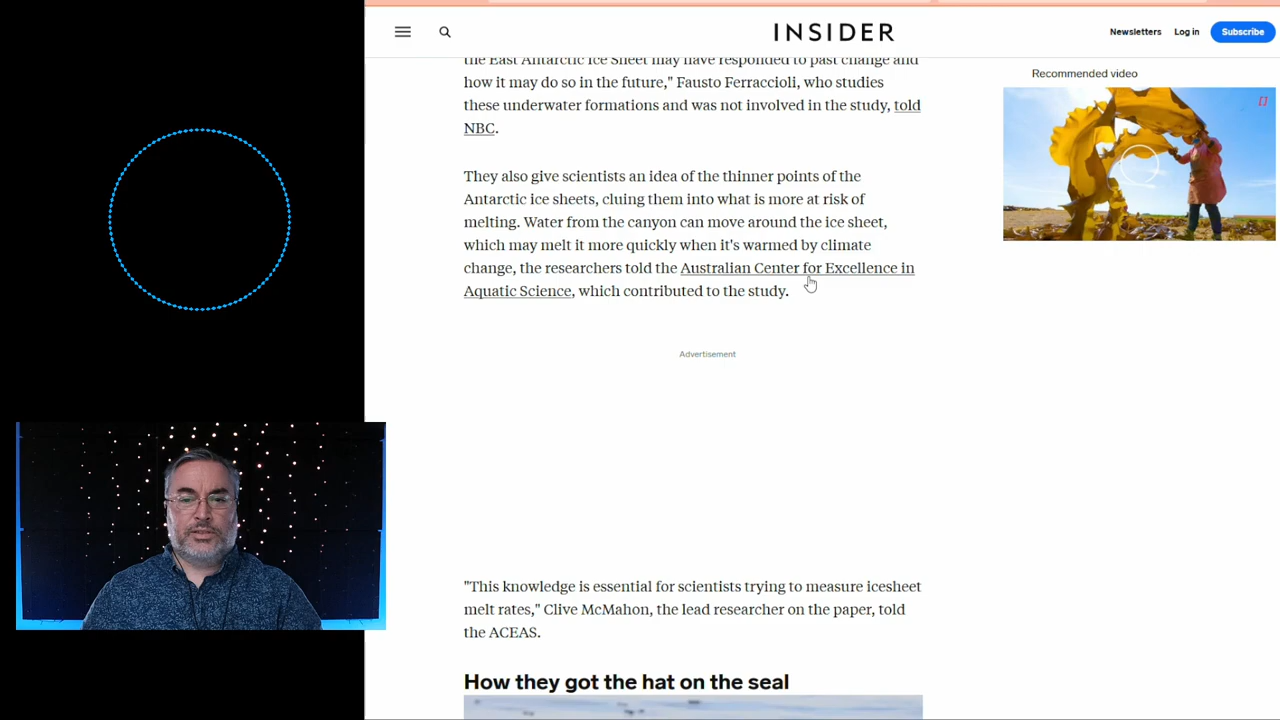 INSIDER
Newsletters
Log in
Subscribe
the East Antarctic Ice Sheet may have responded to past change and
how it may do so in the future," Fausto Ferraccioli, who studies
these underwater formations and was not involved in the study, told
NBC.
They also give scientists an idea of the thinner points of the
Antarctic ice sheets, cluing them into what is more at risk of
melting. Water from the canyon can move around the ice sheet,
which may melt it more quickly when it's warmed by climate
change, the researchers told the Australian Center for Excellence in
Aquatic Science, which contributed to the study.
Advertisement
"This knowledge is essential for scientists trying to measure icesheet
melt rates," Clive McMahon, the lead researcher on the paper, told
the ACEAS.
How they got the hat on the seal
Recommended video